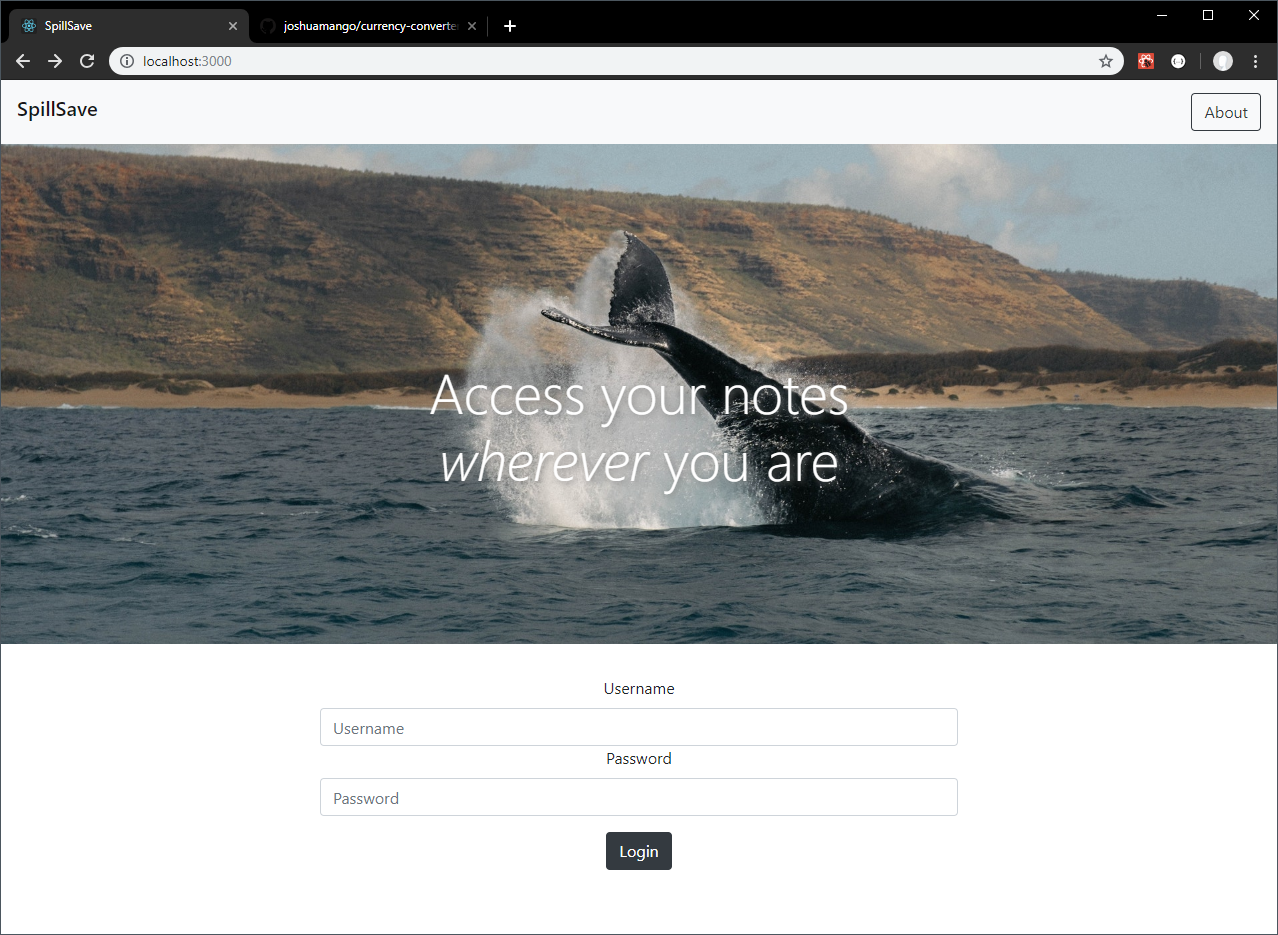 SpillSave
joshuamango/currency-converte
localhost:3000
SpillSave
About
Access your notes
wherever you are
Username
Username
Password
Password
Login